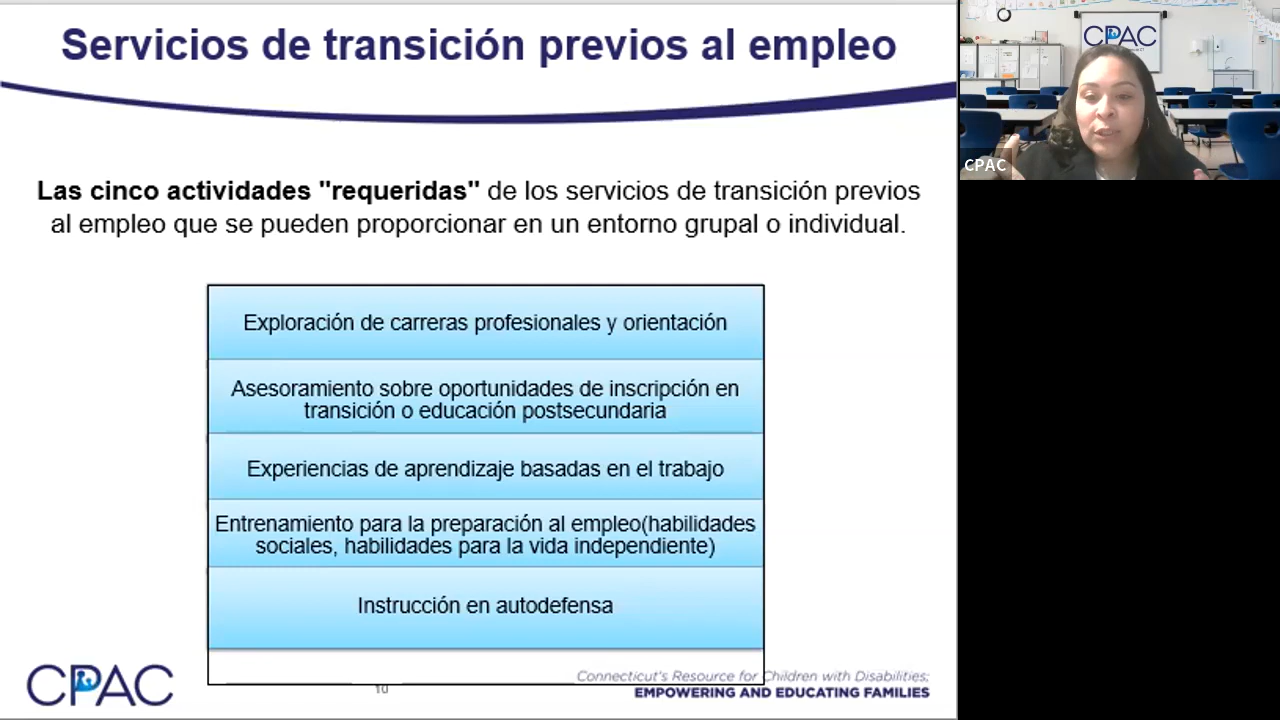 Servicios de transición previos al empleo
Las cinco actividades "requeridas" de los servicios de transición previos
al empleo que se pueden proporcionar en un entorno grupal o individual.
Exploración de carreras profesionales y orientación
Asesoramiento sobre oportunidades de inscripción en
transición o educación postsecundaria
Experiencias de aprendizaje basadas en el trabajo
Entrenamiento para la preparación al empleo(habilidades
sociales, habilidades para la vida independiente)
Instrucción en autodefensa
CPAC
10
Connecticut's Resource for Children with Disabilities;
EMPOWERING AND EDUCATING FAMILIES
CPAC
CPAC